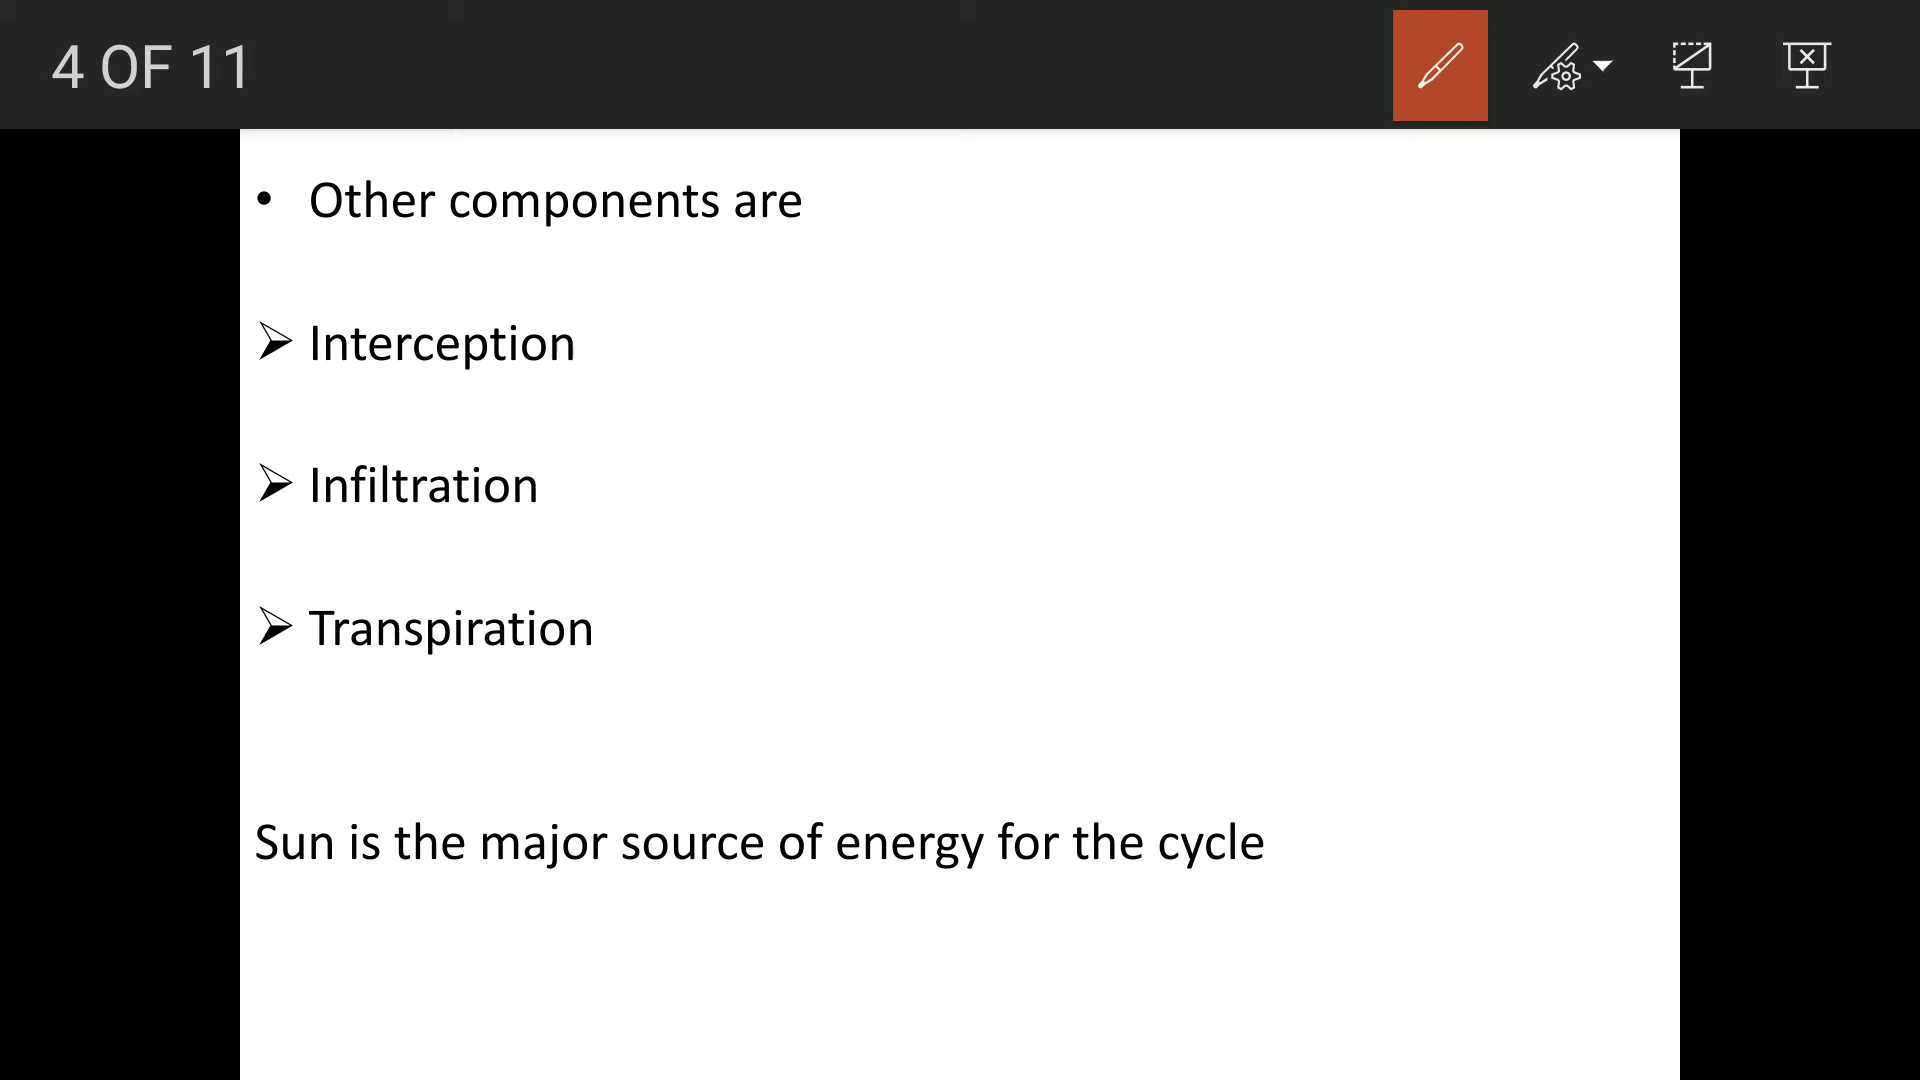 4 OF 11
• Other components are
➢ Interception
➢ Infiltration
➢ Transpiration
Sun is the major source of energy for the cycle